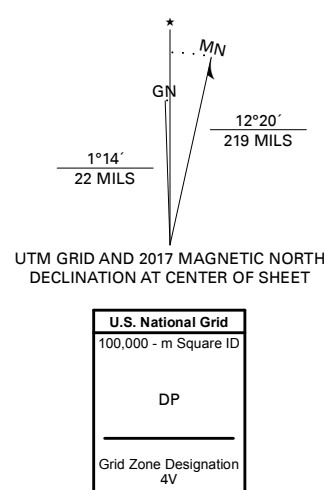 ★
MN
GN
12°20´
219 MILS
1°14´
22 MILS
UTM GRID AND 2017 MAGNETIC NORTH
DECLINATION AT CENTER OF SHEET
U.S. National Grid
100,000 - m Square ID
DP
Grid Zone Designation
4V